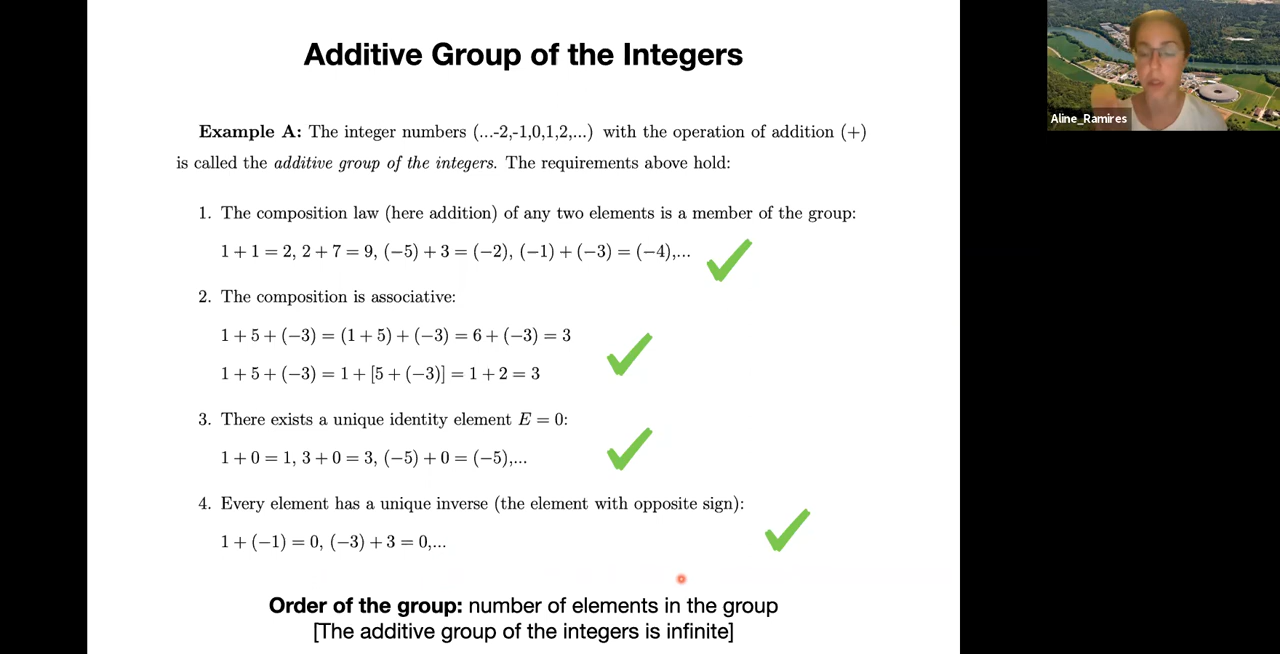 Additive Group of the Integers
Aline_Ramires
Example A: The integer numbers (...-2,-1,0,1,2,...) with the operation of addition (+)
is called the additive group of the integers. The requirements above hold:
1. The composition law (here addition) of any two elements is a member of the group:
1 + 1 = 2, 2 + 7 = 9, (−5) + 3 = (−2), (−1) + (−3) = (−4),...
2. The composition is associative:
1 + 5 + (−3) = (1 + 5) + (−3) = 6 + (−3) = 3
1 + 5 + (−3) = 1 + [5 + (−3)] = 1 + 2 = 3
3. There exists a unique identity element E = 0:
1 + 0 = 1, 3 + 0 = 3, (−5) + 0 = (−5),...
4. Every element has a unique inverse (the element with opposite sign):
1 + (−1) = 0, (−3) + 3 = 0,...
Order of the group: number of elements in the group
[The additive group of the integers is infinite]